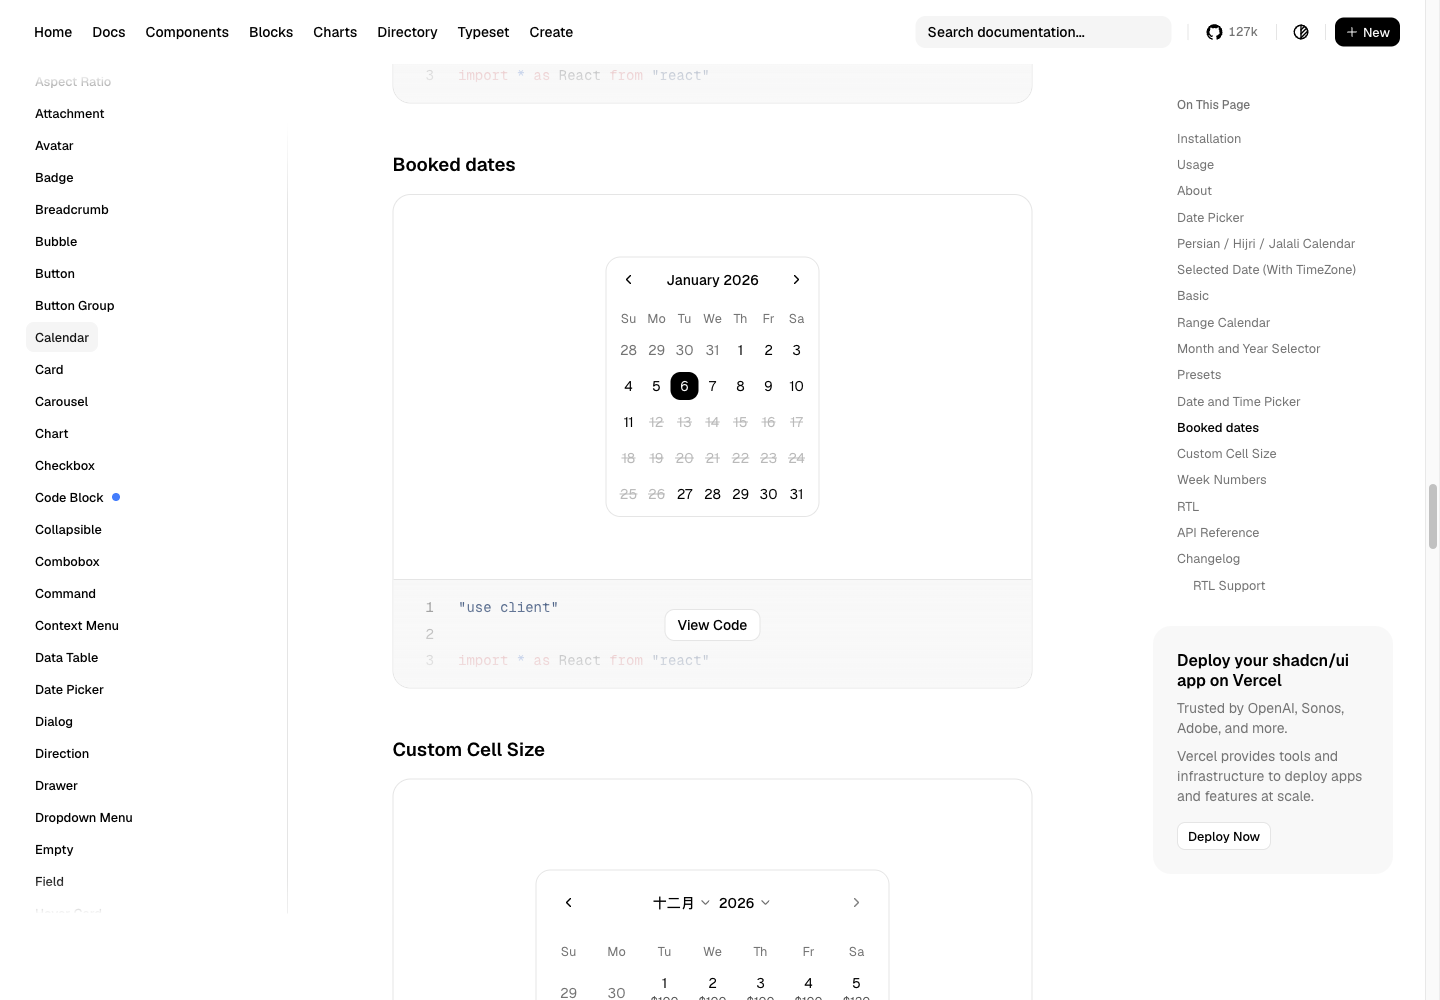 Home Docs Components Blocks Charts Directory Typeset Create
Search documentation...
127k
New
Aspect Ratio
Attachment
Avatar
Badge
Breadcrumb
Bubble
Button
Button Group
Calendar
Card
Carousel
Chart
Checkbox
Code Block
Collapsible
Combobox
Command
Context Menu
Data Table
Date Picker
Dialog
Direction
Drawer
Dropdown Menu
Empty
Field
3 import * as React from "react"
Booked dates
January 2026
Su Mo Tu We Th Fr Sa
28 29 30 31 1 2 3
4 5 6 7 8 9 10
11 12 13 14 15 16 17
18 19 20 21 22 23 24
25 26 27 28 29 30 31
1 "use client"
2
View Code
3 import * as React from "react"
Custom Cell Size
十二月 2026
Su Mo Tu We Th Fr Sa
29 30 1 2 3 4 5
On This Page
Installation
Usage
About
Date Picker
Persian / Hijri / Jalali Calendar
Selected Date (With TimeZone)
Basic
Range Calendar
Month and Year Selector
Presets
Date and Time Picker
Booked dates
Custom Cell Size
Week Numbers
RTL
API Reference
Changelog
RTL Support
Deploy your shadcn/ui
app on Vercel
Trusted by OpenAI, Sonos,
Adobe, and more.
Vercel provides tools and
infrastructure to deploy apps
and features at scale.
Deploy Now